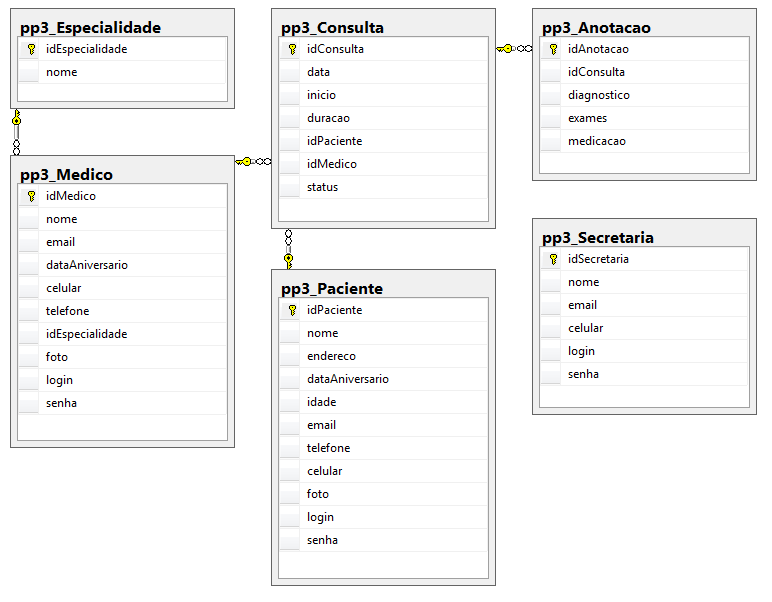 pp3_Especialidade
idEspecialidade
nome
pp3_Medico
idMedico
nome
email
dataAniversario
celular
telefone
idEspecialidade
foto
login
senha
pp3_Consulta
idConsulta
data
inicio
duracao
idPaciente
idMedico
status
pp3_Paciente
idPaciente
nome
endereco
dataAniversario
idade
email
telefone
celular
foto
login
senha
pp3_Anotacao
idAnotacao
idConsulta
diagnostico
exames
medicacao
pp3_Secretaria
idSecretaria
nome
email
celular
login
senha